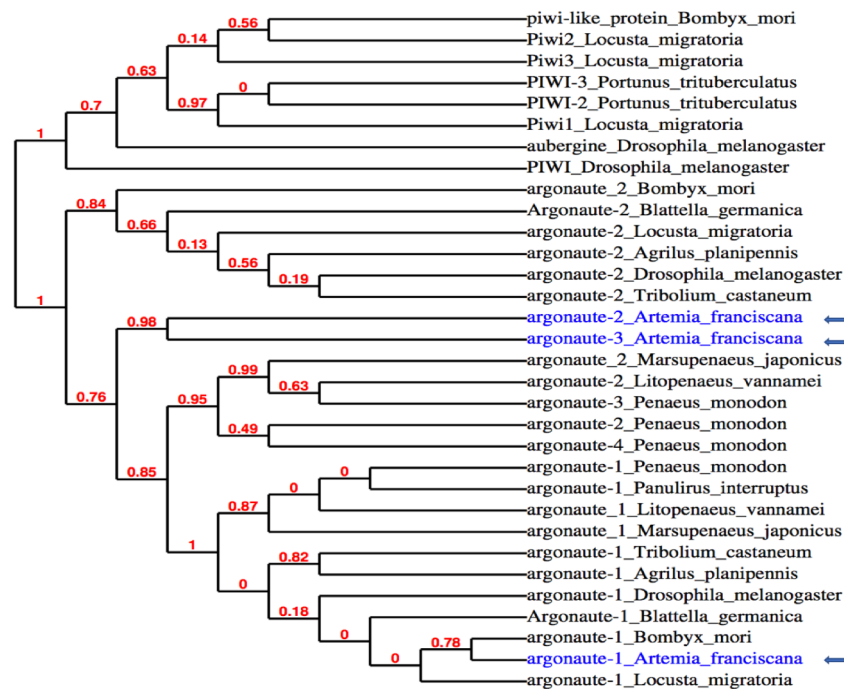 0.56 piwi-like_protein_Bombyx_mori
0.14 Piwi2_Locusta_migratoria
Piwi3_Locusta_migratoria
0.63 0 PIWI-3_Portunus_trituberculatus
0.7 0.97 PIWI-2_Portunus_trituberculatus
Piwi1_Locusta_migratoria
1 aubergine_Drosophila_melanogaster
PIWI_Drosophila_melanogaster
argonaute_2_Bombyx_mori
0.84 Argonaute-2_Blattella_germanica
0.66 argonaute-2_Locusta_migratoria
0.13 argonaute-2_Agrilus_planipennis
0.56 argonaute-2_Drosophila_melanogaster
0.19 argonaute-2_Tribolium_castaneum
1 argonaute-2_Artemia_franciscana
0.98 argonaute-3_Artemia_franciscana
0.99 argonaute_2_Marsupenaeus_japonicus
0.63 argonaute-2_Litopenaeus_vannamei
0.76 0.95 argonaute-3_Penaeus_monodon
0.49 argonaute-2_Penaeus_monodon
argonaute-4_Penaeus_monodon
0.85 0 argonaute-1_Penaeus_monodon
0 argonaute-1_Panulirus_interruptus
0.87 argonaute_1_Litopenaeus_vannamei
argonaute_1_Marsupenaeus_japonicus
1 0.82 argonaute-1_Tribolium_castaneum
argonaute-1_Agrilus_planipennis
0 argonaute-1_Drosophila_melanogaster
0.18 Argonaute-1_Blattella_germanica
0 0.78 argonaute-1_Bombyx_mori
0 argonaute-1_Artemia_franciscana
argonaute-1_Locusta_migratoria